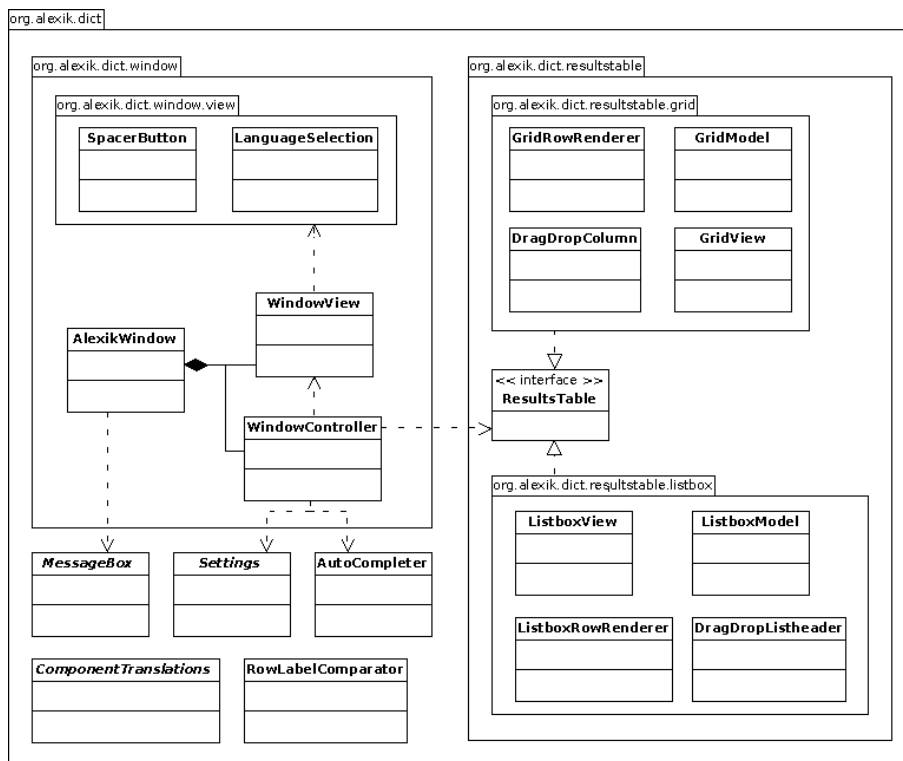 org.alexik.dict
org.alexik.dict.window
org.alexik.dict.window.view
SpacerButton
LanguageSelection
WindowView
AlexikWindow
WindowController
MessageBox
Settings
AutoCompleter
ComponentTranslations
RowLabelComparator
org.alexik.dict.resultstable
org.alexik.dict.resultstable.grid
GridRowRenderer
GridModel
DragDropColumn
GridView
<< interface >>
ResultsTable
org.alexik.dict.resultstable.listbox
ListboxView
ListboxModel
ListboxRowRenderer
DragDropListheader